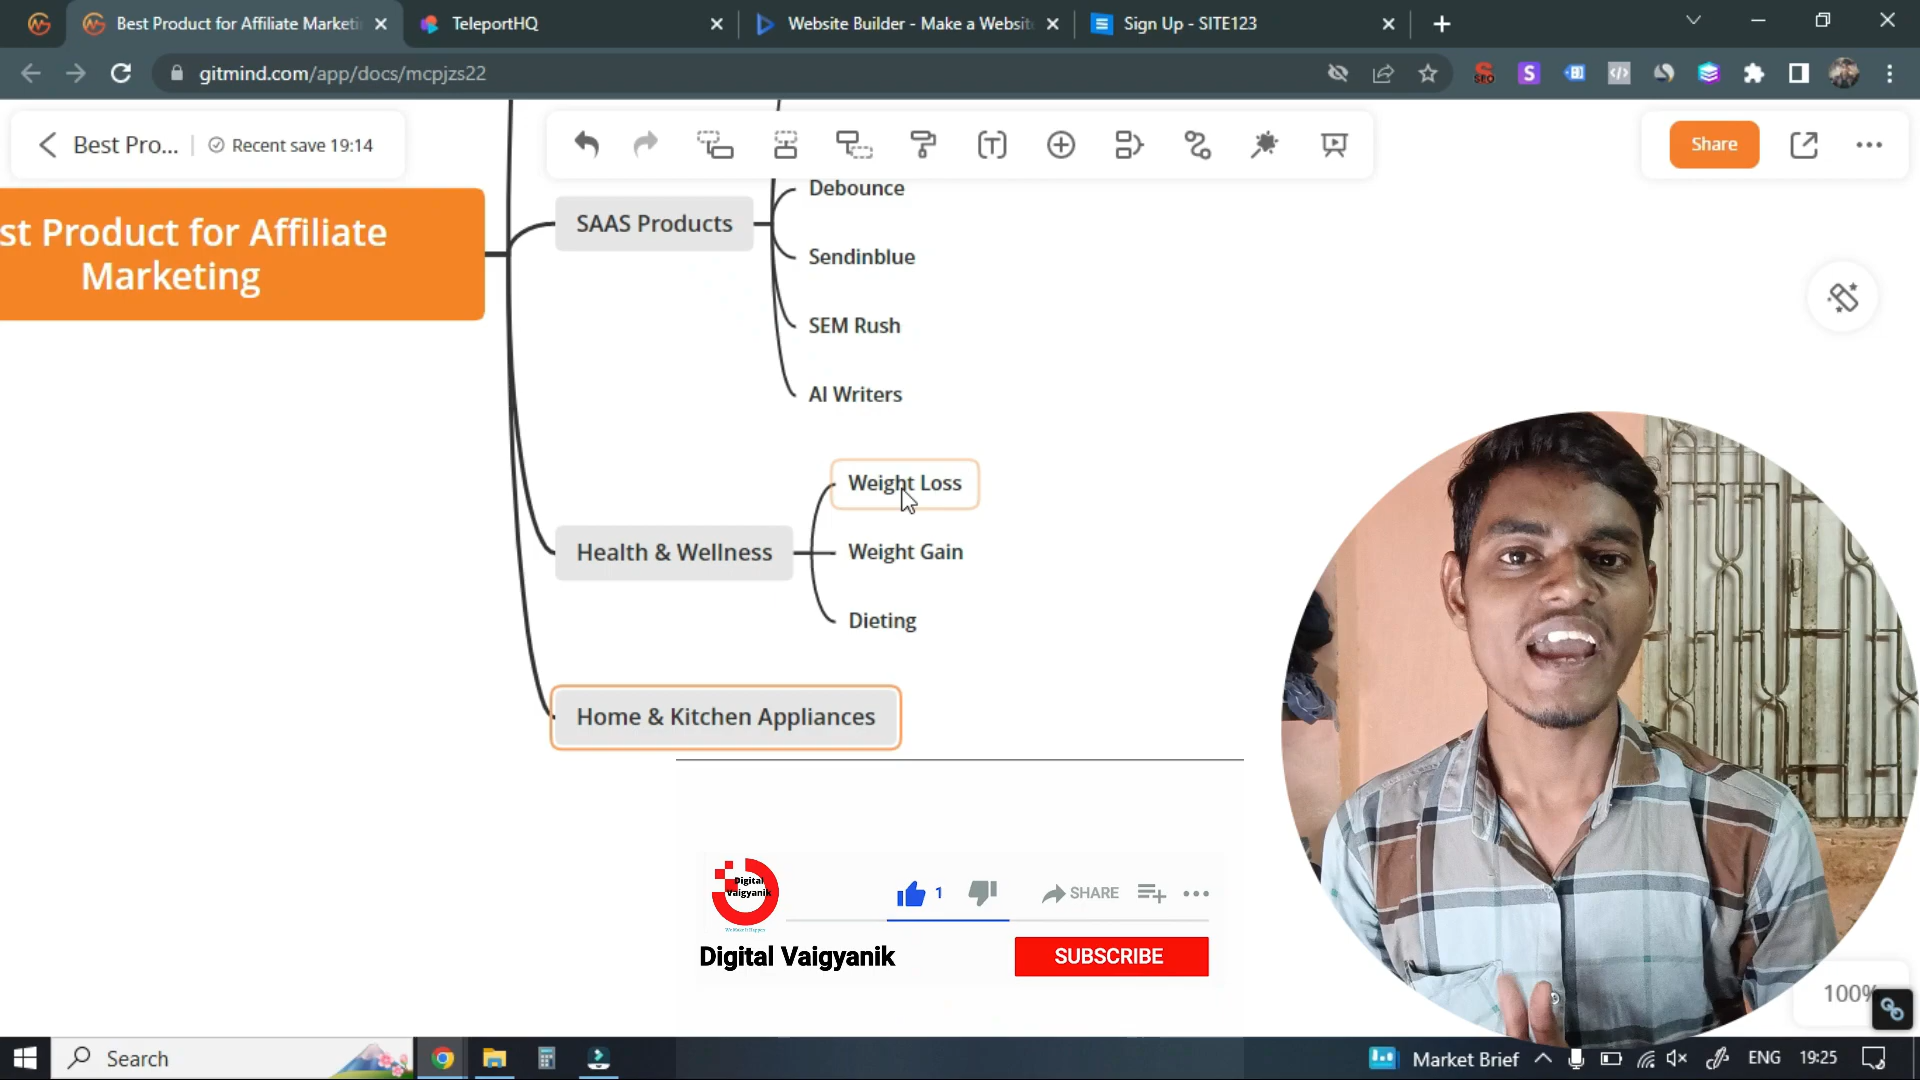 Best Product for Affiliate Marketi
TeleportHQ
Website Builder - Make a Websit
Sign Up - SITE123
gitmind.com/app/docs/mcpjzs22
SEO
S
Best Pro...
Recent save 19:14
Share
st Product for Affiliate
Marketing
SAAS Products
Debounce
Sendinblue
SEM Rush
AI Writers
Health & Wellness
Weight Loss
Weight Gain
Dieting
Home & Kitchen Appliances
Digital
Vaigyanik
1
SHARE
Digital Vaigyanik
SUBSCRIBE
100%
Search
Market Brief
ENG
19:25